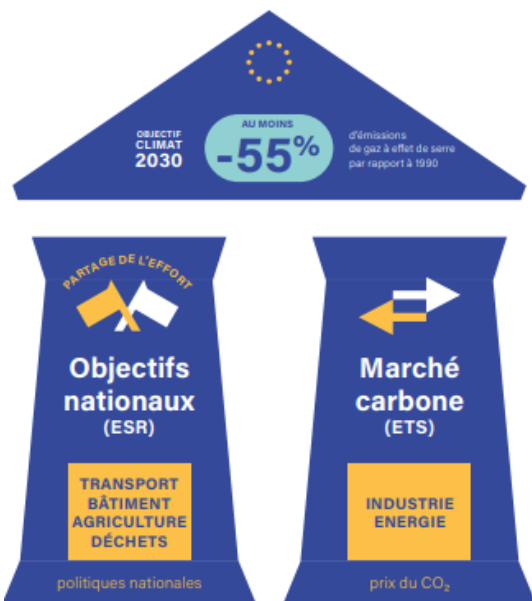 OBJECTIF
CLIMAT
2030
AU MOINS
-55%
d'émissions
de gaz à effet de serre
par rapport à 1990
PARTAGE DE L'EFFORT
Objectifs
nationaux
(ESR)
TRANSPORT
BÂTIMENT
AGRICULTURE
DÉCHETS
politiques nationales
Marché
carbone
(ETS)
INDUSTRIE
ENERGIE
prix du CO₂